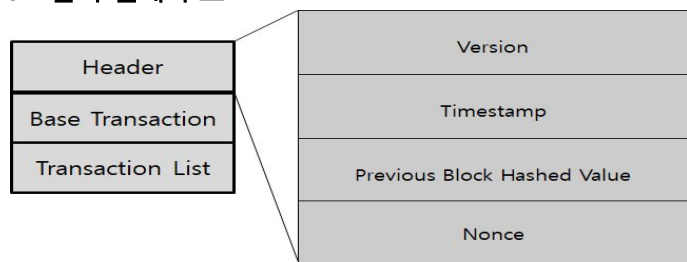 Header
Base Transaction
Transaction List
Version
Timestamp
Previous Block Hashed Value
Nonce